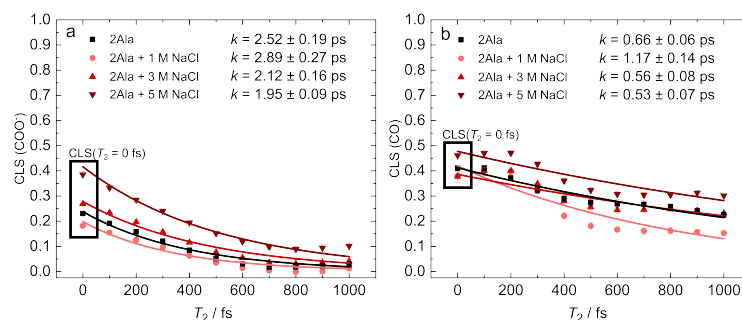 a
2Ala k = 2.52 ± 0.19 ps
2Ala + 1 M NaCl k = 2.89 ± 0.27 ps
2Ala + 3 M NaCl k = 2.12 ± 0.16 ps
2Ala + 5 M NaCl k = 1.95 ± 0.09 ps
CLS(T2 = 0 fs)
CLS (COO-)
1.0
0.9
0.8
0.7
0.6
0.5
0.4
0.3
0.2
0.1
0.0
0 200 400 600 800 1000
T2 / fs
b
2Ala k = 0.66 ± 0.06 ps
2Ala + 1 M NaCl k = 1.17 ± 0.14 ps
2Ala + 3 M NaCl k = 0.56 ± 0.08 ps
2Ala + 5 M NaCl k = 0.53 ± 0.07 ps
CLS(T2 = 0 fs)
CLS (CO)
1.0
0.9
0.8
0.7
0.6
0.5
0.4
0.3
0.2
0.1
0.0
0 200 400 600 800 1000
T2 / fs